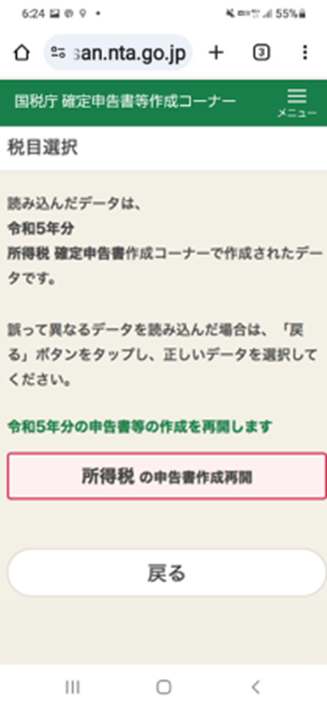 6:24
55%
san.nta.go.jp
3
国税庁 確定申告書等作成コーナー
メニュー
税目選択
読み込んだデータは、
令和5年分
所得税 確定申告書作成コーナーで作成されたデー
タです。
誤って異なるデータを読み込んだ場合は、「戻
る」ボタンをタップし、正しいデータを選択して
ください。
令和5年分の申告書等の作成を再開します
所得税 の申告書作成再開
戻る